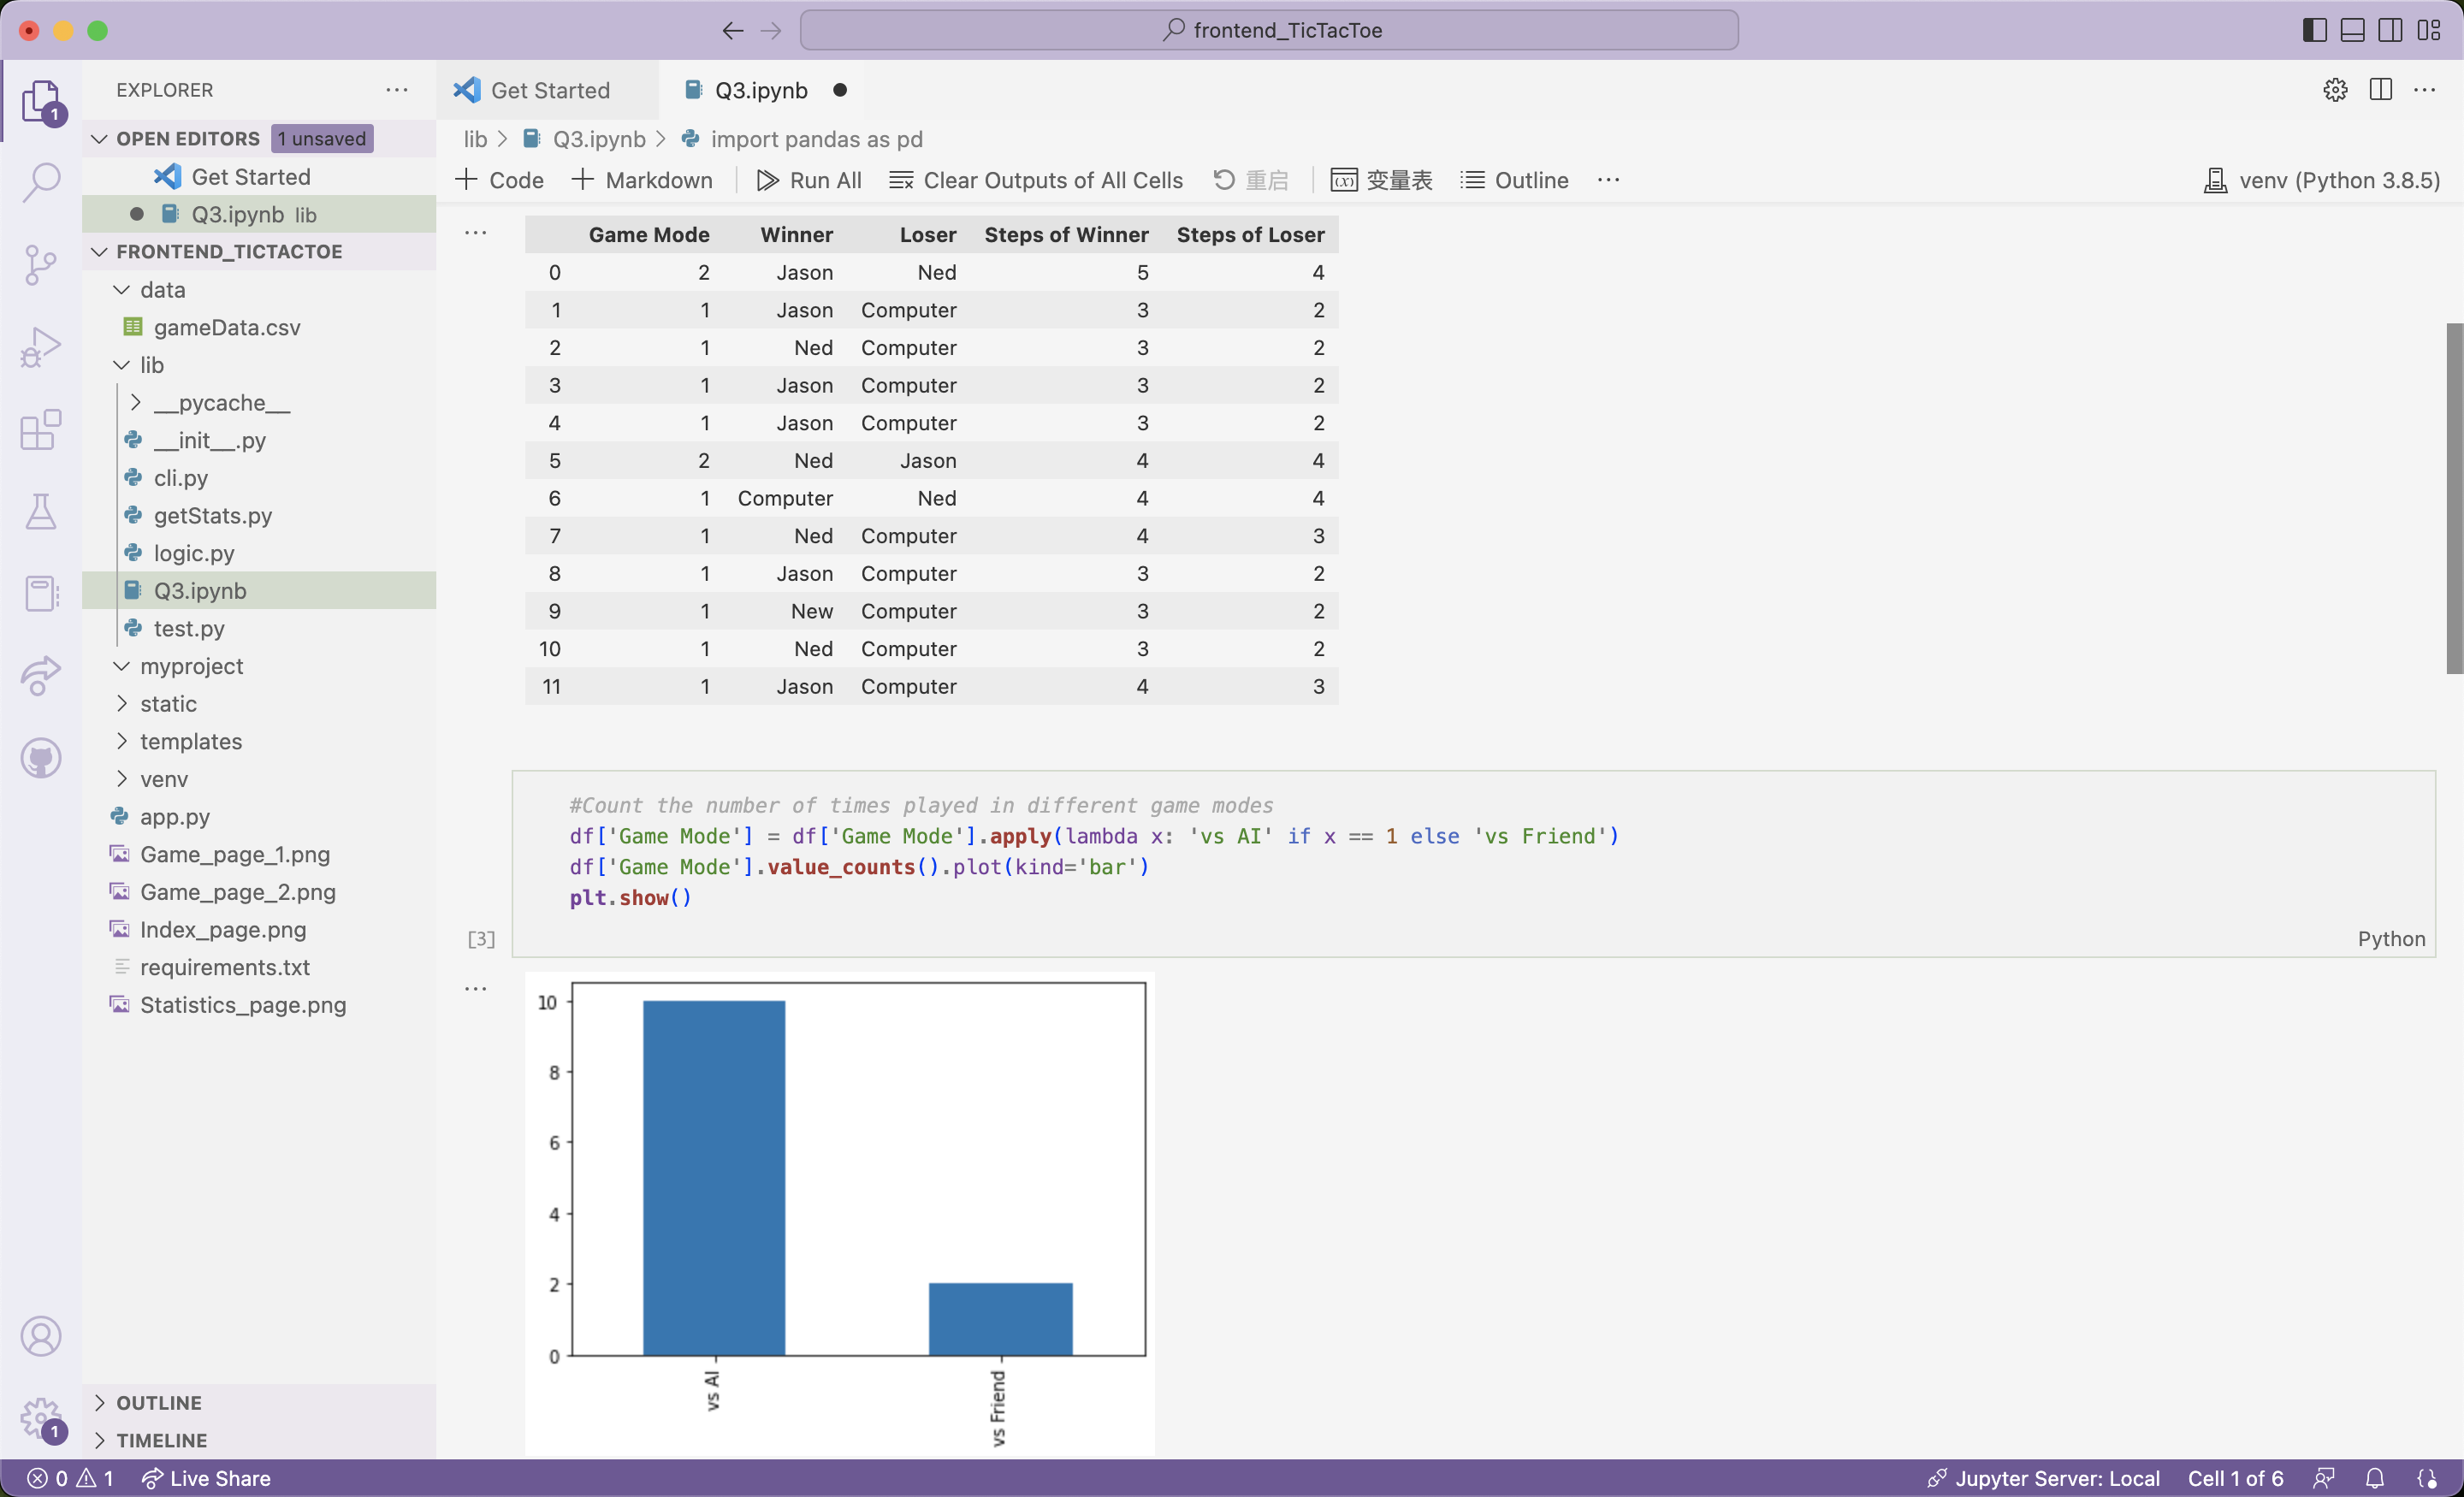 frontend_TicTacToe
EXPLORER
Get Started
Q3.ipynb
1
OPEN EDITORS 1 unsaved
Get Started
Q3.ipynb lib
FRONTEND_TICTACTOE
data
gameData.csv
lib
__pycache__
__init__.py
cli.py
getStats.py
logic.py
Q3.ipynb
test.py
myproject
static
templates
venv
app.py
Game_page_1.png
Game_page_2.png
Index_page.png
requirements.txt
Statistics_page.png
OUTLINE
TIMELINE
1
lib > Q3.ipynb > import pandas as pd
Code Markdown Run All Clear Outputs of All Cells 重启 变量表 Outline venv (Python 3.8.5)
Game Mode Winner Loser Steps of Winner Steps of Loser
0 2 Jason Ned 5 4
1 1 Jason Computer 3 2
2 1 Ned Computer 3 2
3 1 Jason Computer 3 2
4 1 Jason Computer 3 2
5 2 Ned Jason 4 4
6 1 Computer Ned 4 4
7 1 Ned Computer 4 3
8 1 Jason Computer 3 2
9 1 New Computer 3 2
10 1 Ned Computer 3 2
11 1 Jason Computer 4 3
#Count the number of times played in different game modes
df['Game Mode'] = df['Game Mode'].apply(lambda x: 'vs AI' if x == 1 else 'vs Friend')
df['Game Mode'].value_counts().plot(kind='bar')
plt.show()
[3]
Python
10
8
6
4
2
0
vs AI
vs Friend
0 1 Live Share Jupyter Server: Local Cell 1 of 6